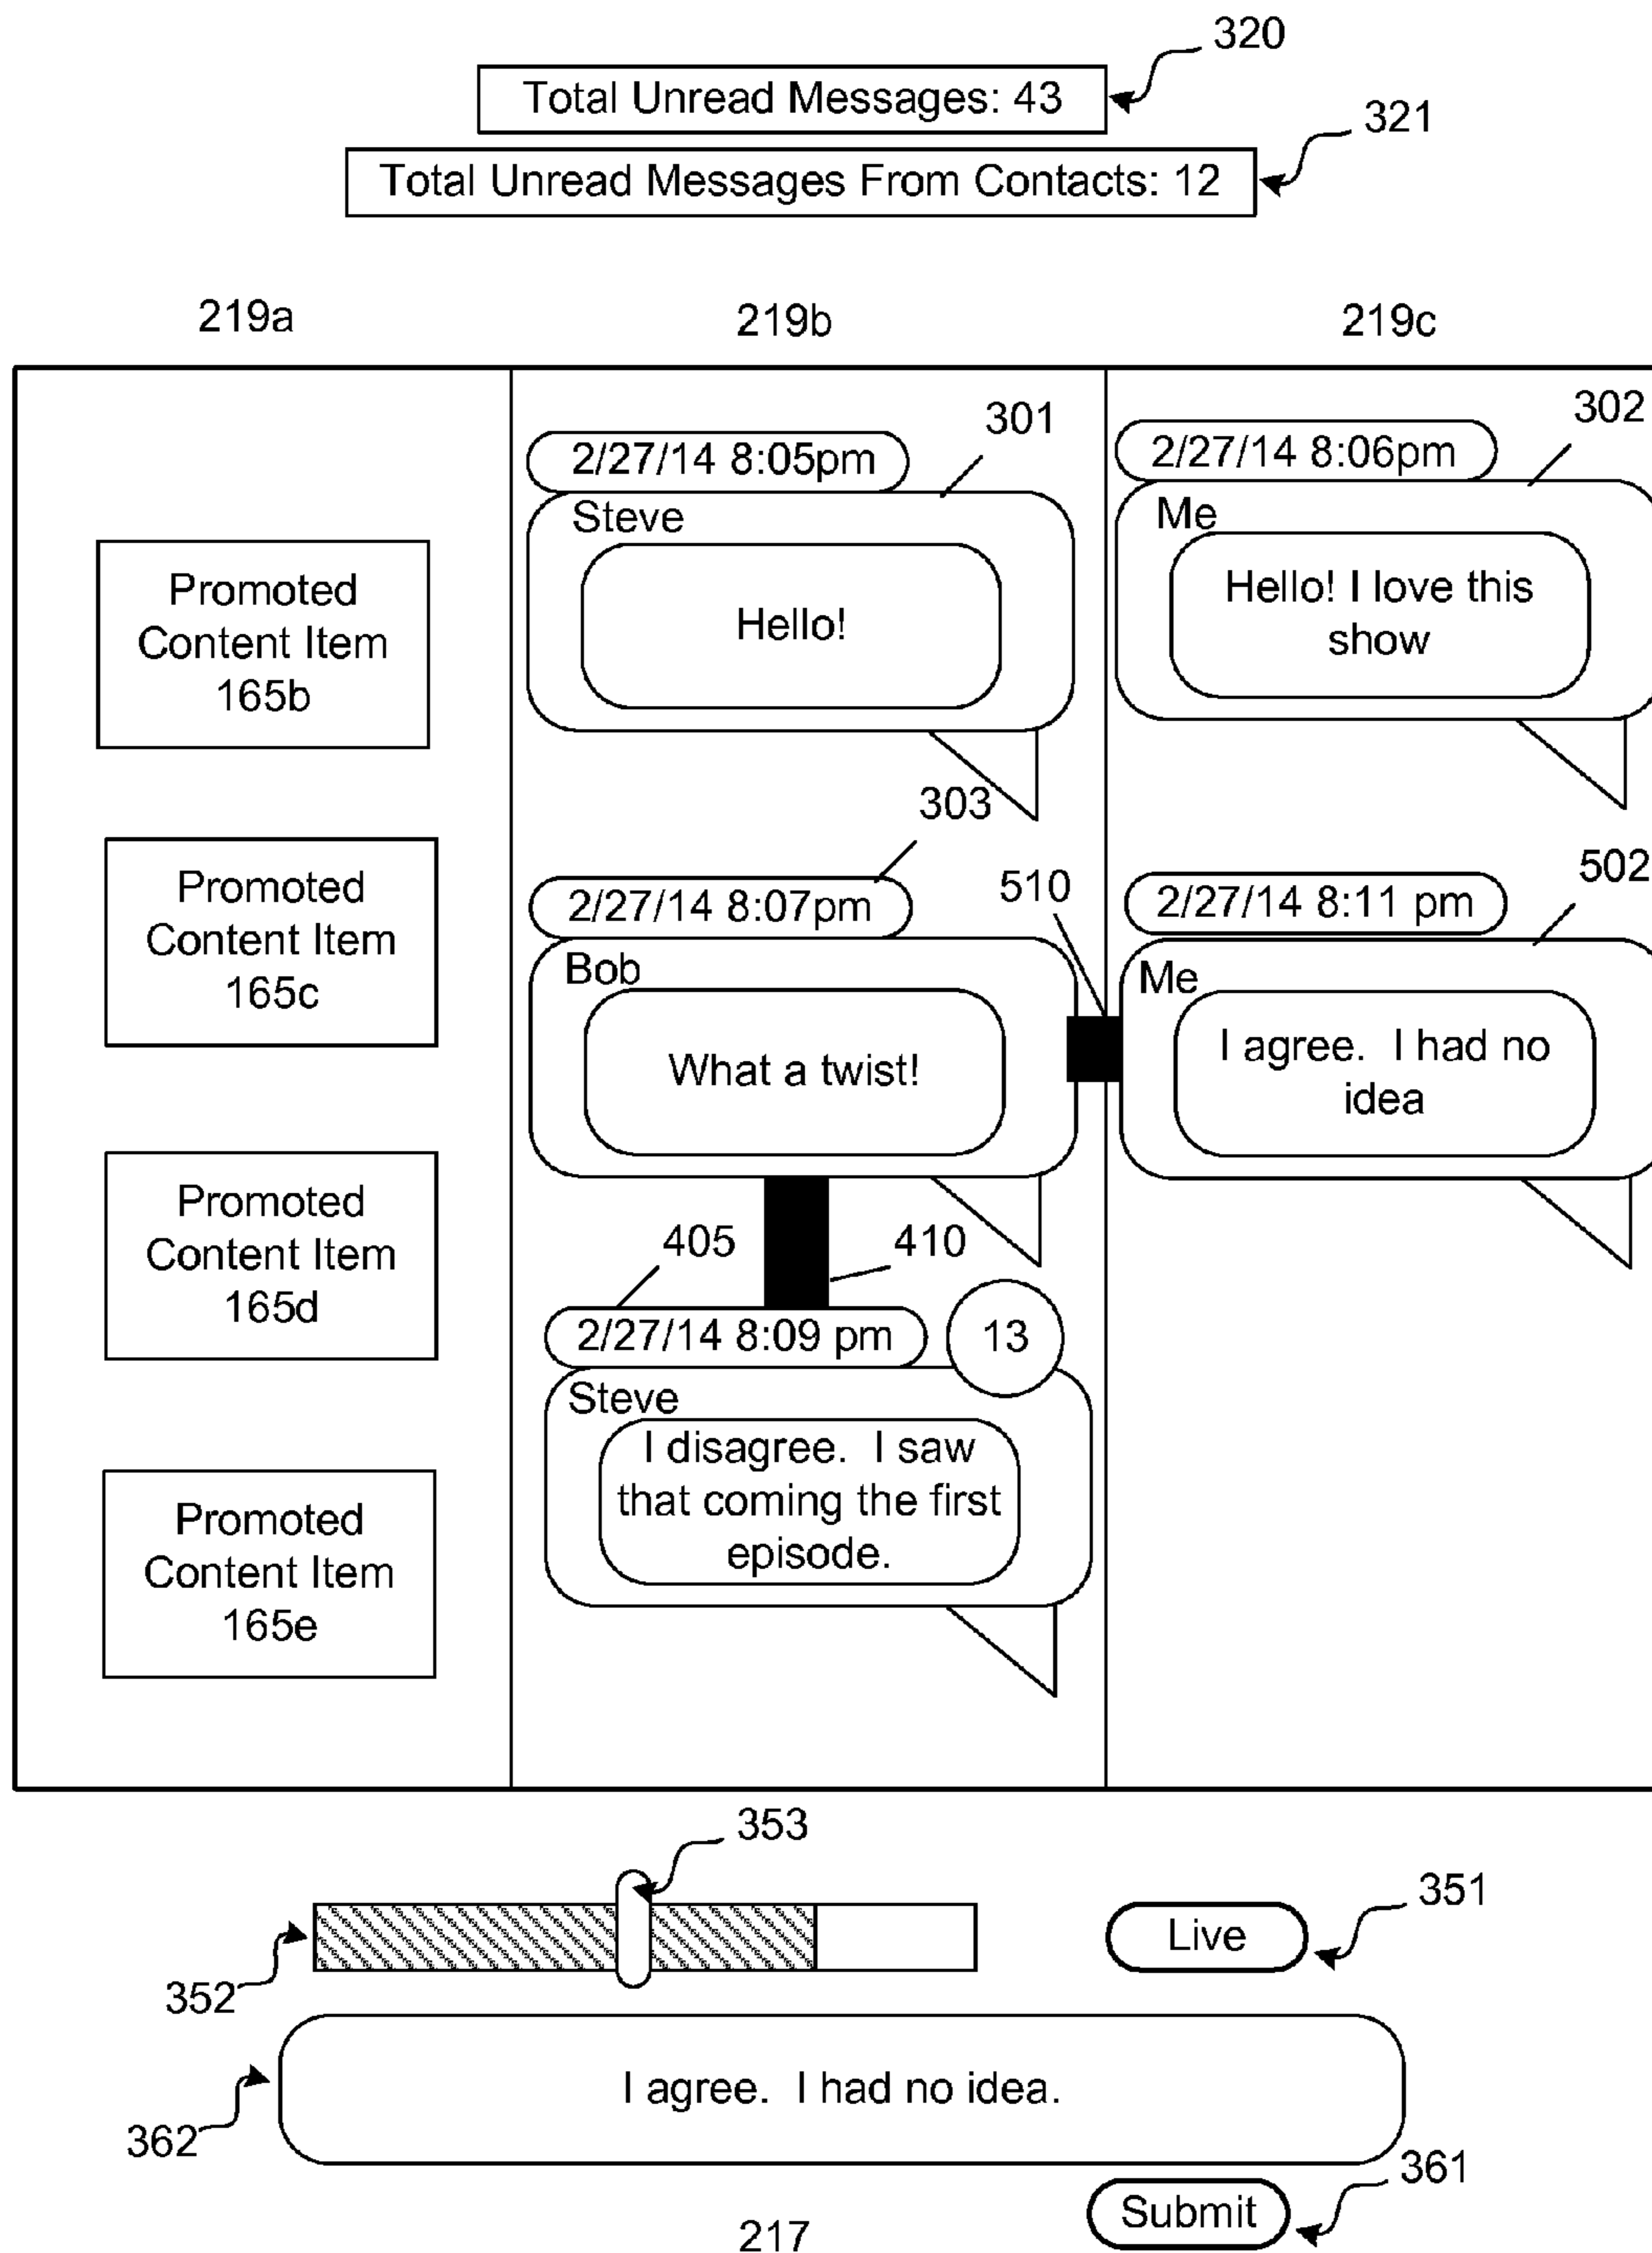 320
Total Unread Messages: 43
321
Total Unread Messages From Contacts: 12
219a
219b
219c
Promoted
Content Item
165b
Promoted
Content Item
165c
Promoted
Content Item
165d
Promoted
Content Item
165e
301
2/27/14 8:05pm
Steve
Hello!
303
2/27/14 8:07pm
510
Bob
What a twist!
405
410
2/27/14 8:09 pm
13
Steve
I disagree. I saw
that coming the first
episode.
302
2/27/14 8:06pm
Me
Hello! I love this
show
502
2/27/14 8:11 pm
Me
I agree. I had no
idea
353
352
Live
351
I agree. I had no idea.
362
361
Submit
217